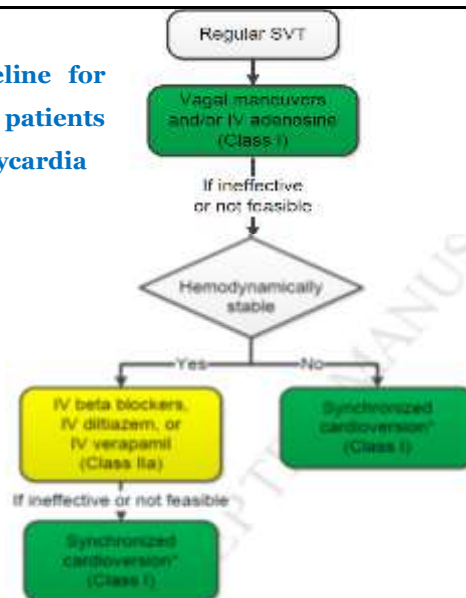 Regular SVT
eline for
patients
ycardia
Vagal maneuvers
and/or IV adenosine
(Class I)
If ineffective
or not feasible
Hemodynamically
stable
Yes
No
IV beta blockers,
IV diltiazem, or
IV verapamil
(Class IIa)
Synchronized
cardioversion*
(Class I)
If ineffective or not feasible
Synchronized
cardioversion*
(Class I)
EPTE MANUS